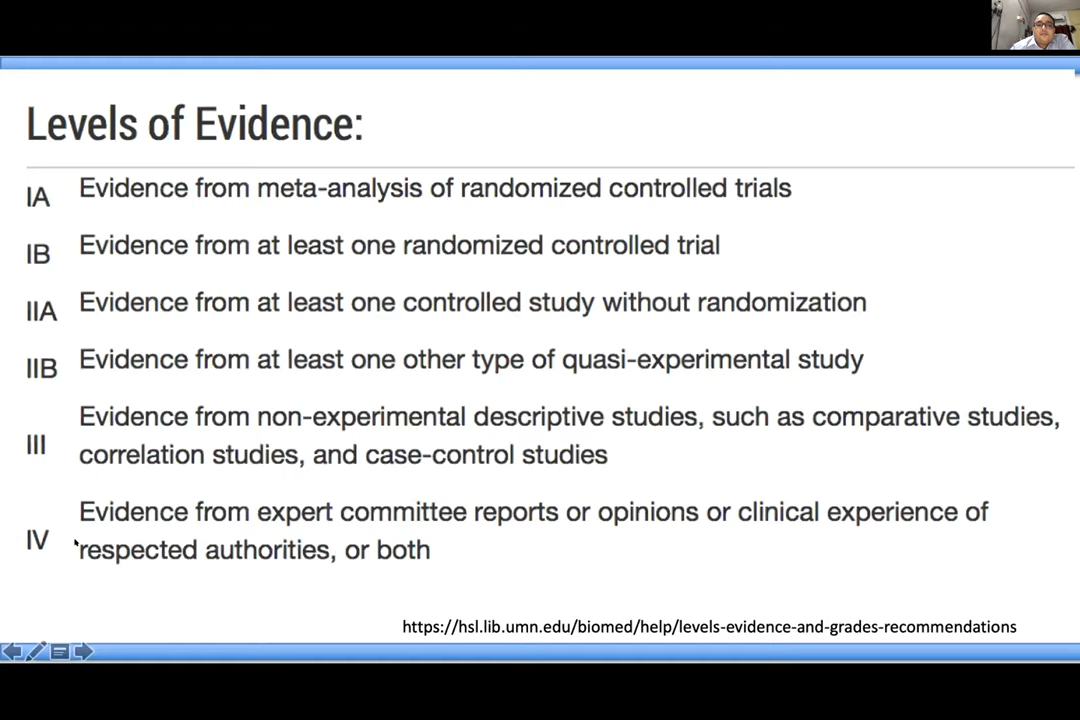 Levels of Evidence:
IA Evidence from meta-analysis of randomized controlled trials
IB Evidence from at least one randomized controlled trial
IIA Evidence from at least one controlled study without randomization
IIB Evidence from at least one other type of quasi-experimental study
III Evidence from non-experimental descriptive studies, such as comparative studies,
correlation studies, and case-control studies
IV Evidence from expert committee reports or opinions or clinical experience of
respected authorities, or both
https://hsl.lib.umn.edu/biomed/help/levels-evidence-and-grades-recommendations